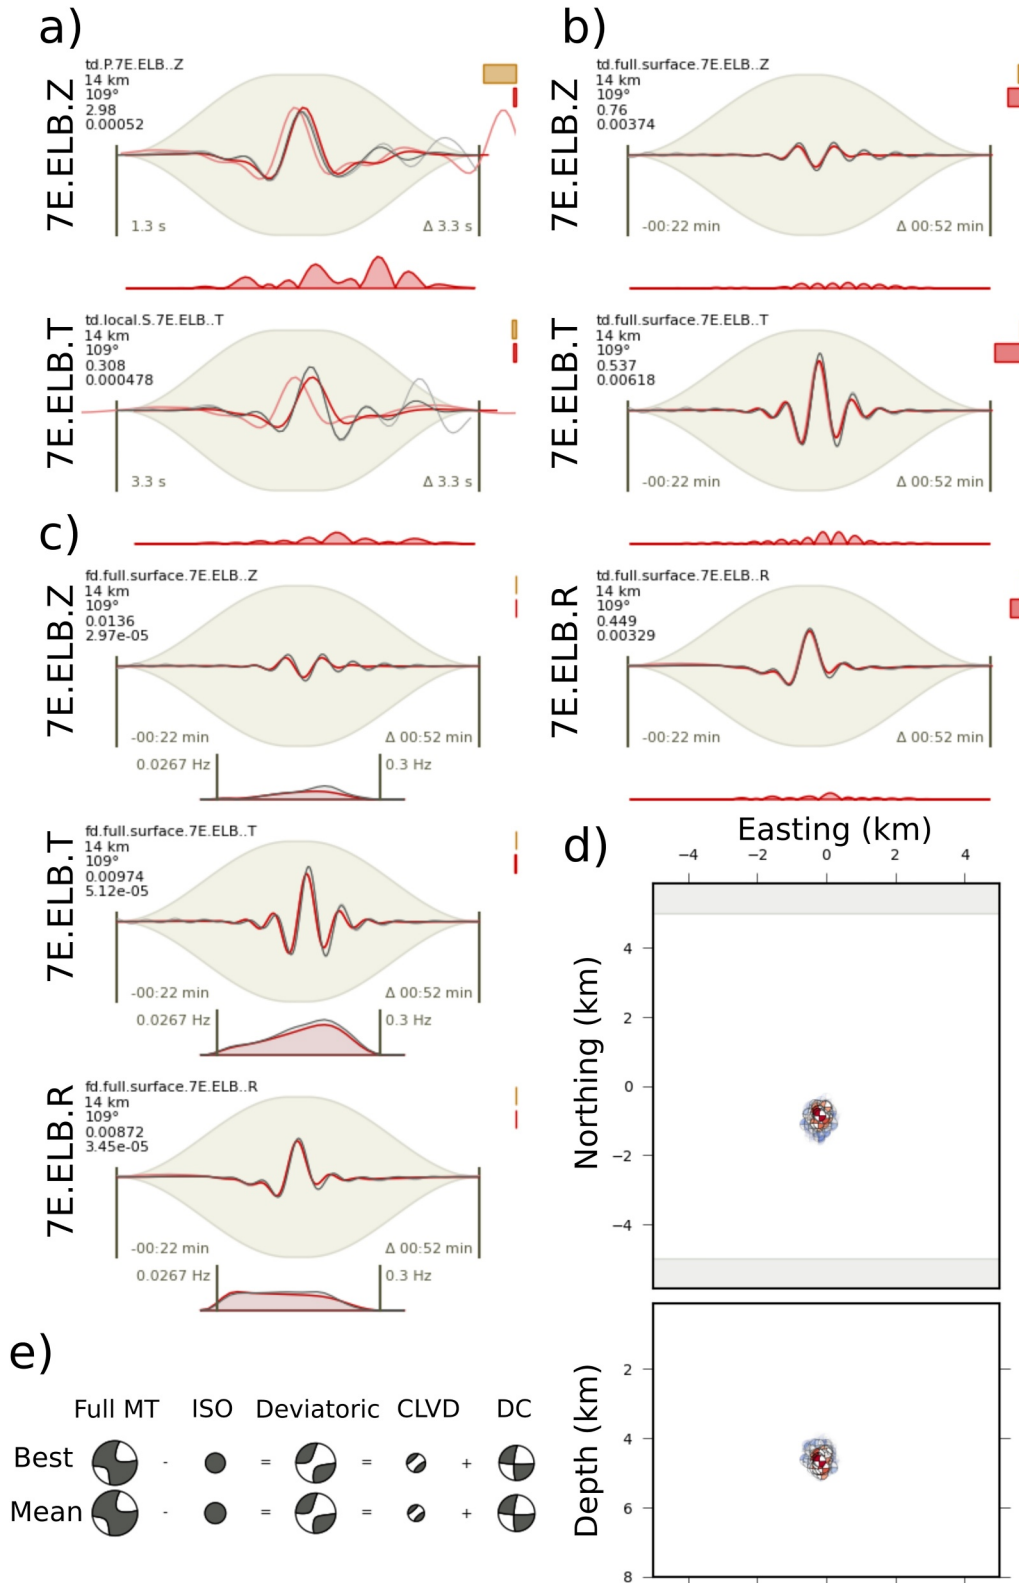 a)
7E.ELB.Z
td.P.7E.ELB..Z
14 km
109°
2.98
0.00052
1.3 s
Δ 3.3 s
7E.ELB.T
td.local.S.7E.ELB..T
14 km
109°
0.308
0.000478
3.3 s
Δ 3.3 s
b)
7E.ELB.Z
td.full.surface.7E.ELB..Z
14 km
109°
0.76
0.00374
-00:22 min
Δ 00:52 min
7E.ELB.T
td.full.surface.7E.ELB..T
14 km
109°
0.537
0.00618
-00:22 min
Δ 00:52 min
7E.ELB.R
td.full.surface.7E.ELB..R
14 km
109°
0.449
0.00329
-00:22 min
Δ 00:52 min
c)
7E.ELB.Z
fd.full.surface.7E.ELB..Z
14 km
109°
0.0136
2.97e-05
-00:22 min
Δ 00:52 min
0.0267 Hz
0.3 Hz
7E.ELB.T
fd.full.surface.7E.ELB..T
14 km
109°
0.00974
5.12e-05
-00:22 min
Δ 00:52 min
0.0267 Hz
0.3 Hz
7E.ELB.R
fd.full.surface.7E.ELB..R
14 km
109°
0.00872
3.45e-05
-00:22 min
Δ 00:52 min
0.0267 Hz
0.3 Hz
d)
Easting (km)
−4 −2 0 2 4
Northing (km)
4
2
0
−2
−4
Depth (km)
2
4
6
8
e)
Full MT ISO Deviatoric CLVD DC
Best - = = +
Mean - = = +